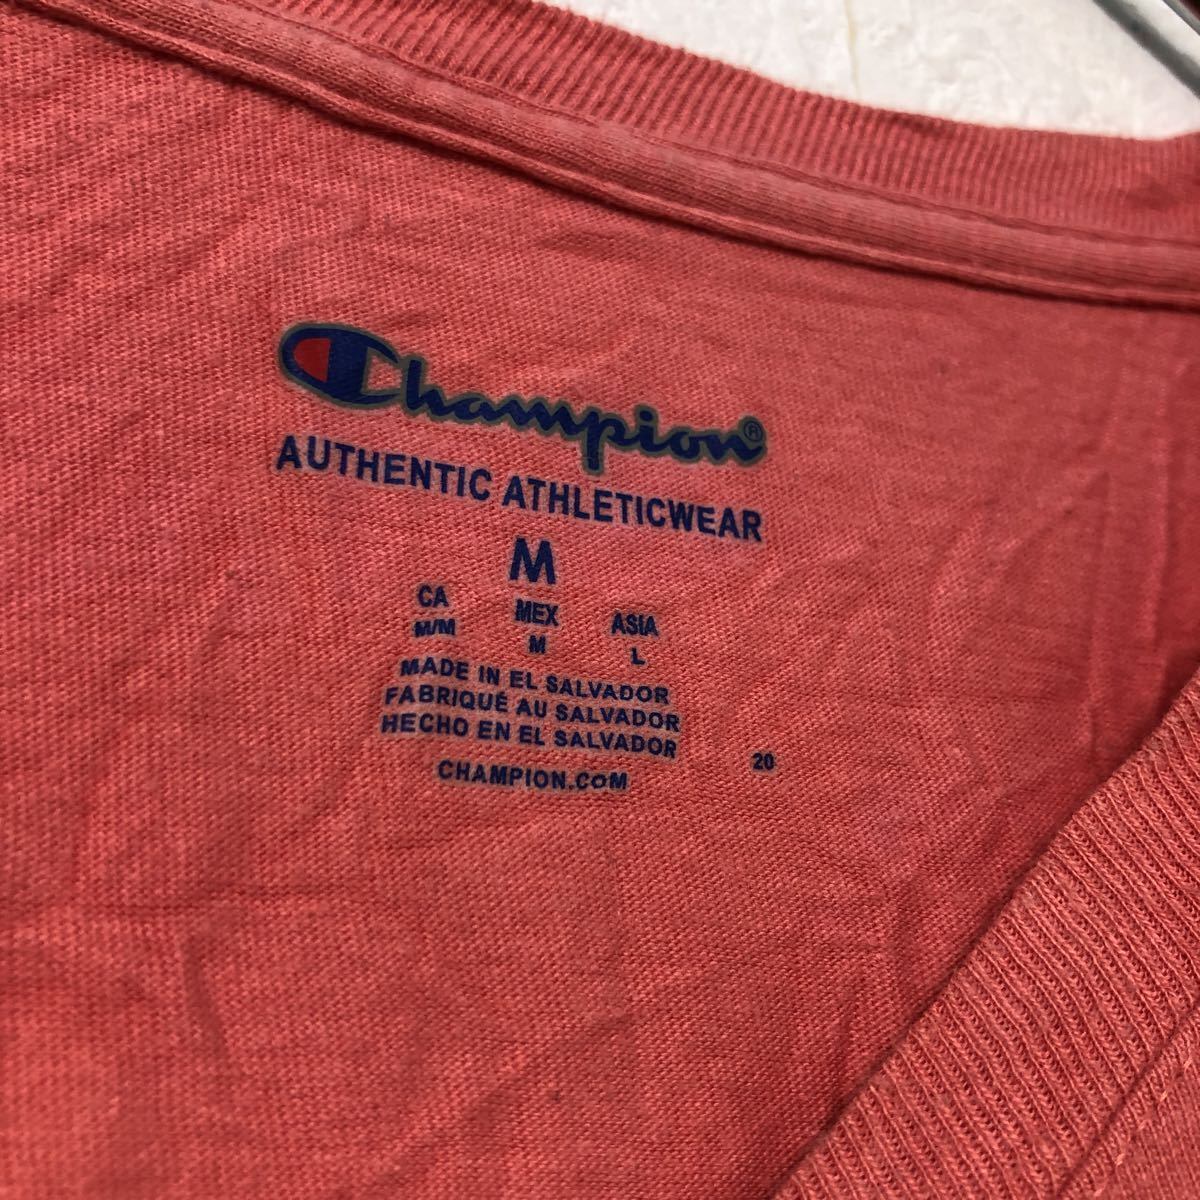 Champion®
AUTHENTIC ATHLETICWEAR
M
CA MEX ASIA
M/M M L
MADE IN EL SALVADOR
FABRIQUÉ AU SALVADOR
HECHO EN EL SALVADOR
20
CHAMPION.COM